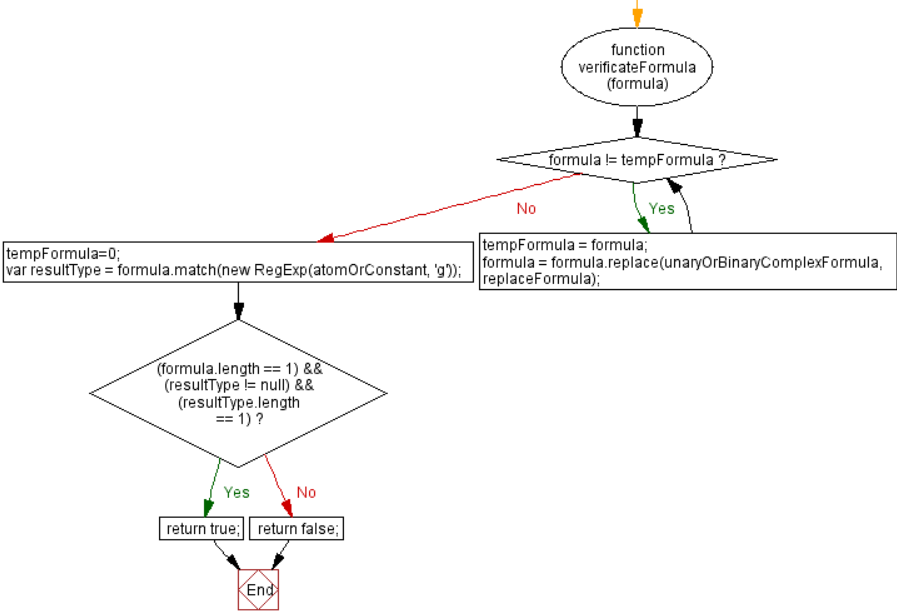 function
verificateFormula
(formula)
formula != tempFormula ?
No
Yes
tempFormula=0;
var resultType = formula.match(new RegExp(atomOrConstant, 'g'));
tempFormula = formula;
formula = formula.replace(unaryOrBinaryComplexFormula,
replaceFormula);
(formula.length == 1) &&
(resultType != null) &&
(resultType.length
== 1) ?
Yes
No
return true;
return false;
End